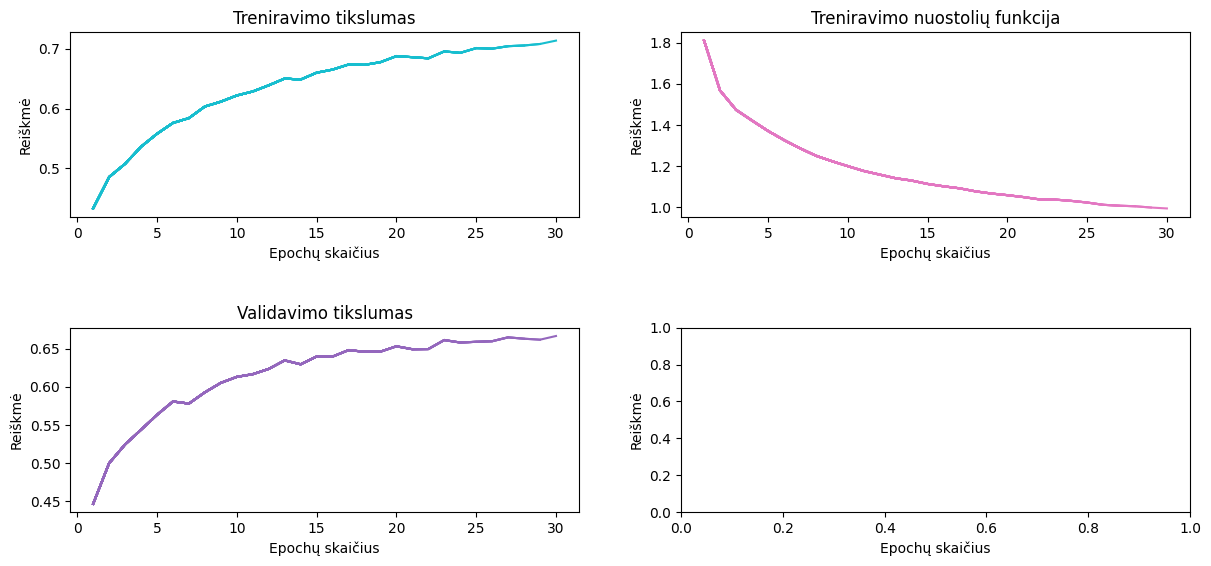 Treniravimo tikslumas
Reiškmė
0.7
0.6
0.5
0 5 10 15 20 25 30
Epochų skaičius
Treniravimo nuostolių funkcija
Reiškmė
1.8
1.6
1.4
1.2
1.0
0 5 10 15 20 25 30
Epochų skaičius
Validavimo tikslumas
Reiškmė
0.65
0.60
0.55
0.50
0.45
0 5 10 15 20 25 30
Epochų skaičius
Reiškmė
1.0
0.8
0.6
0.4
0.2
0.0
0.0 0.2 0.4 0.6 0.8 1.0
Epochų skaičius